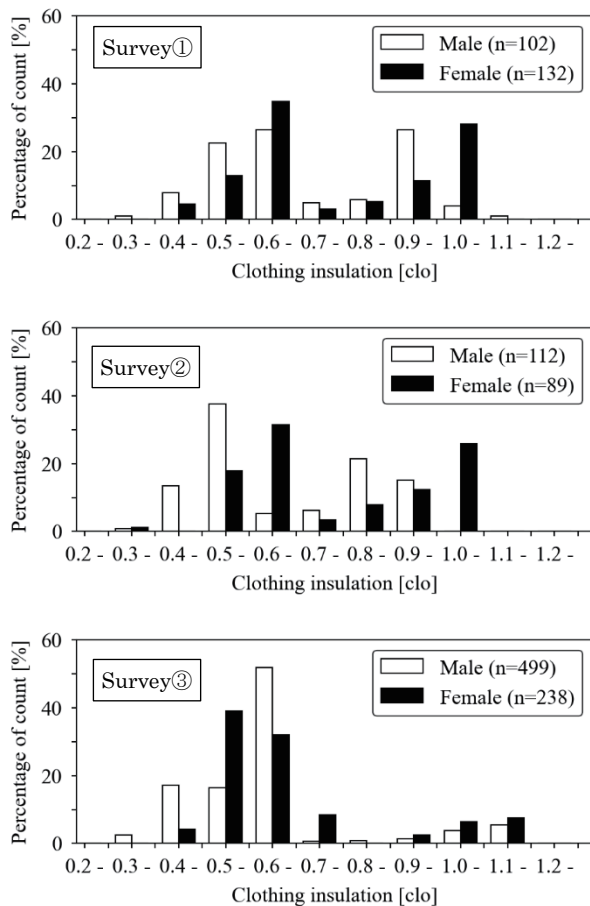 60
Survey①
Male (n=102)
Female (n=132)
40
20
0
Percentage of count [%]
0.2 - 0.3 - 0.4 - 0.5 - 0.6 - 0.7 - 0.8 - 0.9 - 1.0 - 1.1 - 1.2 -
Clothing insulation [clo]
60
Survey②
Male (n=112)
Female (n=89)
40
20
0
Percentage of count [%]
0.2 - 0.3 - 0.4 - 0.5 - 0.6 - 0.7 - 0.8 - 0.9 - 1.0 - 1.1 - 1.2 -
Clothing insulation [clo]
60
Survey③
Male (n=499)
Female (n=238)
40
20
0
Percentage of count [%]
0.2 - 0.3 - 0.4 - 0.5 - 0.6 - 0.7 - 0.8 - 0.9 - 1.0 - 1.1 - 1.2 -
Clothing insulation [clo]